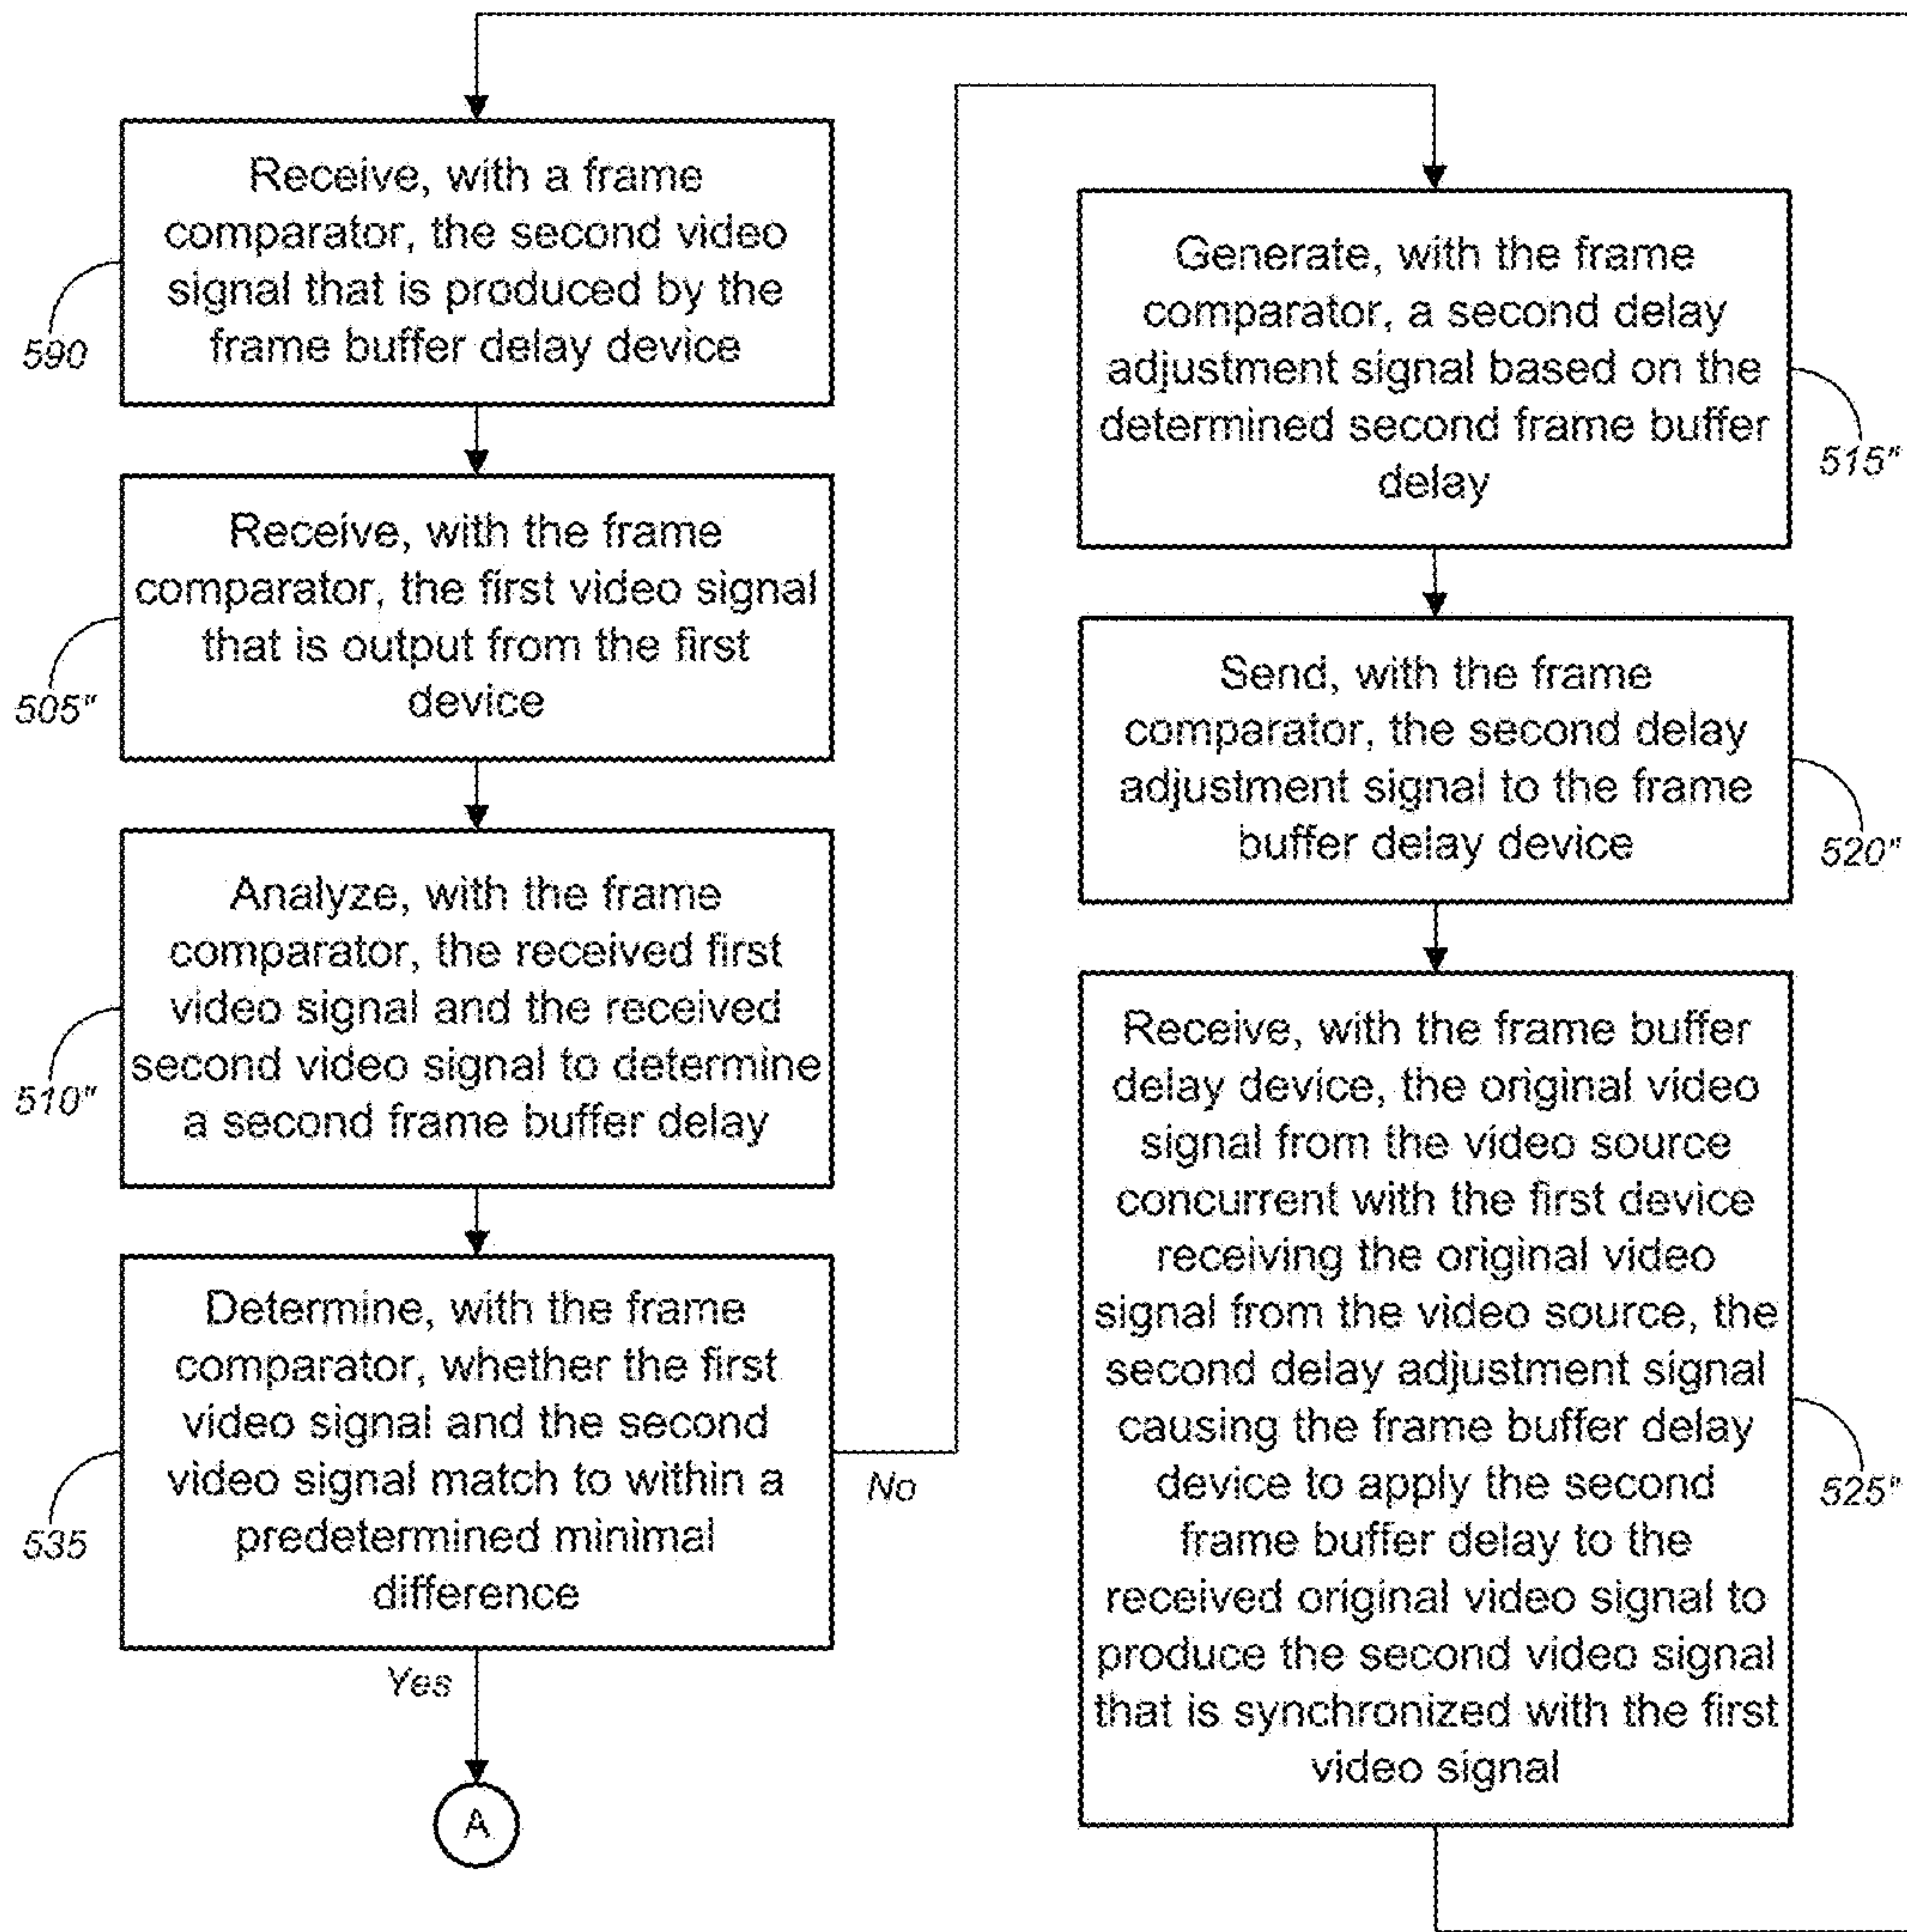 Receive, with a frame
comparator, the second video
signal that is produced by the
frame buffer delay device
590
Receive, with the frame
comparator, the first video signal
that is output from the first
device
505"
Analyze, with the frame
comparator, the received first
video signal and the received
second video signal to determine
a second frame buffer delay
510"
Determine, with the frame
comparator, whether the first
video signal and the second
video signal match to within a
predetermined minimal
difference
535
No
Yes
A
Generate, with the frame
comparator, a second delay
adjustment signal based on the
determined second frame buffer
delay
515"
Send, with the frame
comparator, the second delay
adjustment signal to the frame
buffer delay device
520"
Receive, with the frame buffer
delay device, the original video
signal from the video source
concurrent with the first device
receiving the original video
signal from the video source, the
second delay adjustment signal
causing the frame buffer delay
device to apply the second
frame buffer delay to the
received original video signal to
produce the second video signal
that is synchronized with the first
video signal
525"